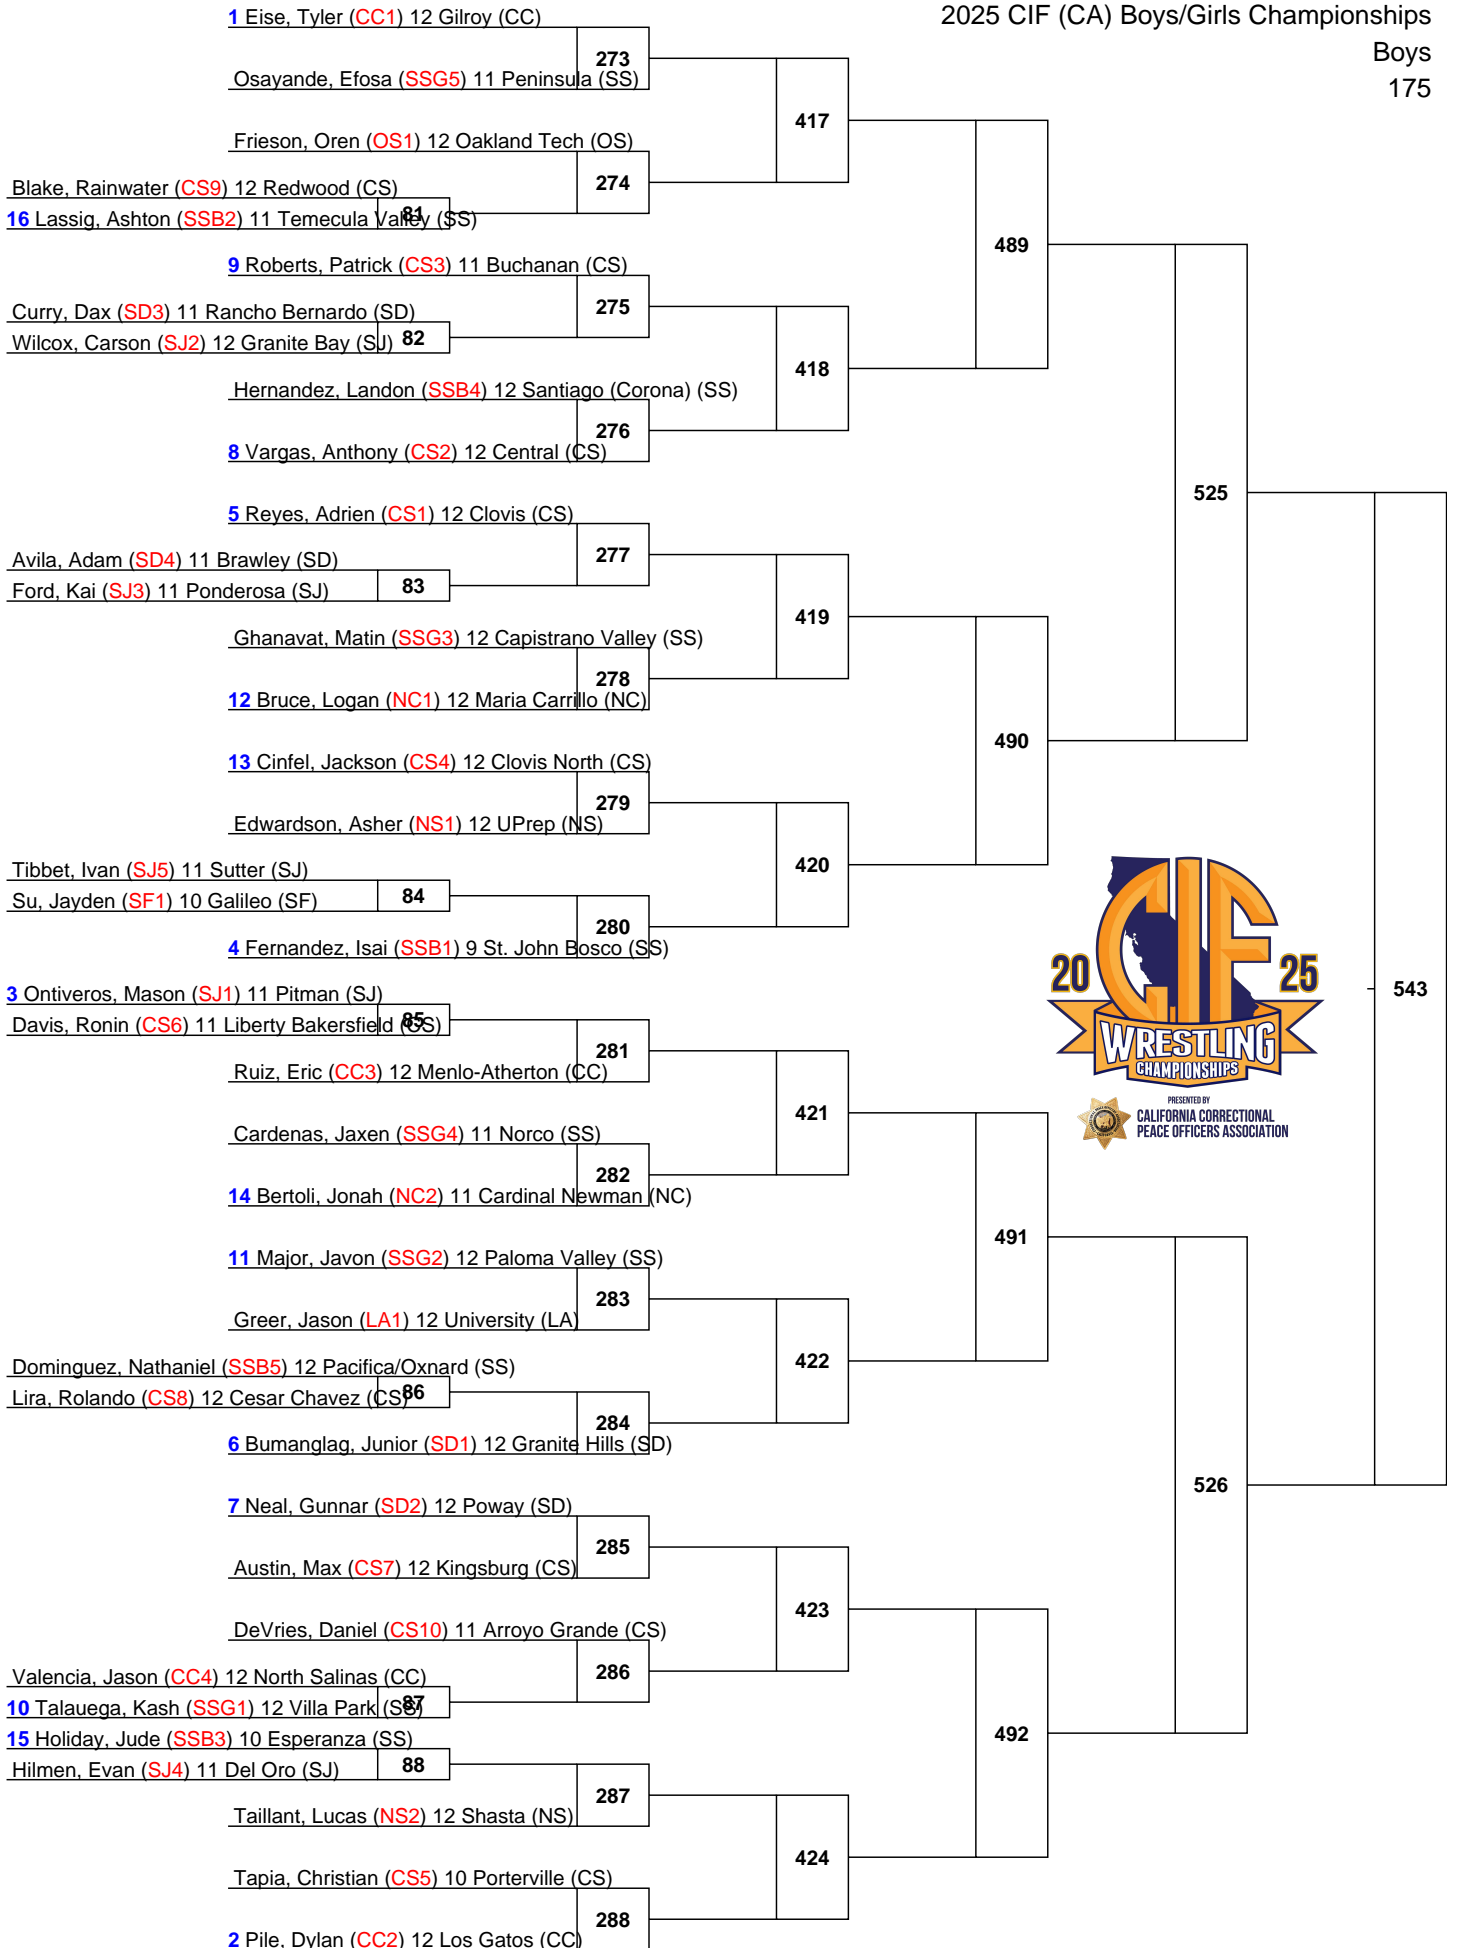 2025 CIF (CA) Boys/Girls Championships
Boys
175
1 Eise, Tyler (CC1) 12 Gilroy (CC)
273
Osayande, Efosa (SSG5) 11 Peninsula (SS)
417
Frieson, Oren (OS1) 12 Oakland Tech (OS)
274
Blake, Rainwater (CS9) 12 Redwood (CS)
81
16 Lassig, Ashton (SSB2) 11 Temecula Valley (SS)
489
9 Roberts, Patrick (CS3) 11 Buchanan (CS)
275
Curry, Dax (SD3) 11 Rancho Bernardo (SD)
82
Wilcox, Carson (SJ2) 12 Granite Bay (SJ)
418
Hernandez, Landon (SSB4) 12 Santiago (Corona) (SS)
276
8 Vargas, Anthony (CS2) 12 Central (CS)
525
5 Reyes, Adrien (CS1) 12 Clovis (CS)
277
Avila, Adam (SD4) 11 Brawley (SD)
83
Ford, Kai (SJ3) 11 Ponderosa (SJ)
419
Ghanavat, Matin (SSG3) 12 Capistrano Valley (SS)
278
12 Bruce, Logan (NC1) 12 Maria Carrillo (NC)
490
13 Cinfel, Jackson (CS4) 12 Clovis North (CS)
279
Edwardson, Asher (NS1) 12 UPrep (NS)
420
Tibbet, Ivan (SJ5) 11 Sutter (SJ)
84
Su, Jayden (SF1) 10 Galileo (SF)
280
4 Fernandez, Isai (SSB1) 9 St. John Bosco (SS)
20 CIF 25
WRESTLING
CHAMPIONSHIPS
PRESENTED BY
CALIFORNIA CORRECTIONAL
PEACE OFFICERS ASSOCIATION
543
3 Ontiveros, Mason (SJ1) 11 Pitman (SJ)
85
Davis, Ronin (CS6) 11 Liberty Bakersfield (CS)
281
Ruiz, Eric (CC3) 12 Menlo-Atherton (CC)
421
Cardenas, Jaxen (SSG4) 11 Norco (SS)
282
14 Bertoli, Jonah (NC2) 11 Cardinal Newman (NC)
491
11 Major, Javon (SSG2) 12 Paloma Valley (SS)
283
Greer, Jason (LA1) 12 University (LA)
422
Dominguez, Nathaniel (SSB5) 12 Pacifica/Oxnard (SS)
86
Lira, Rolando (CS8) 12 Cesar Chavez (CS)
284
6 Bumanglag, Junior (SD1) 12 Granite Hills (SD)
526
7 Neal, Gunnar (SD2) 12 Poway (SD)
285
Austin, Max (CS7) 12 Kingsburg (CS)
423
DeVries, Daniel (CS10) 11 Arroyo Grande (CS)
286
Valencia, Jason (CC4) 12 North Salinas (CC)
87
10 Talauega, Kash (SSG1) 12 Villa Park (SS)
492
15 Holiday, Jude (SSB3) 10 Esperanza (SS)
88
Hilmen, Evan (SJ4) 11 Del Oro (SJ)
287
Taillant, Lucas (NS2) 12 Shasta (NS)
424
Tapia, Christian (CS5) 10 Porterville (CS)
288
2 Pile, Dylan (CC2) 12 Los Gatos (CC)